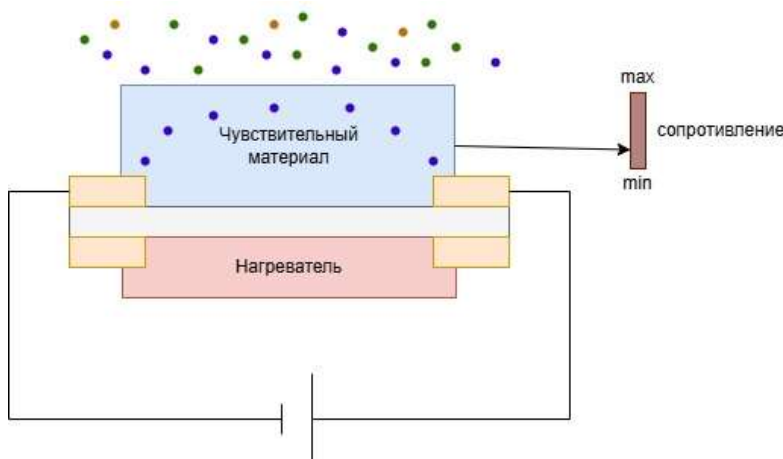 max
сопротивление
min
Чувствительный
материал
Нагреватель